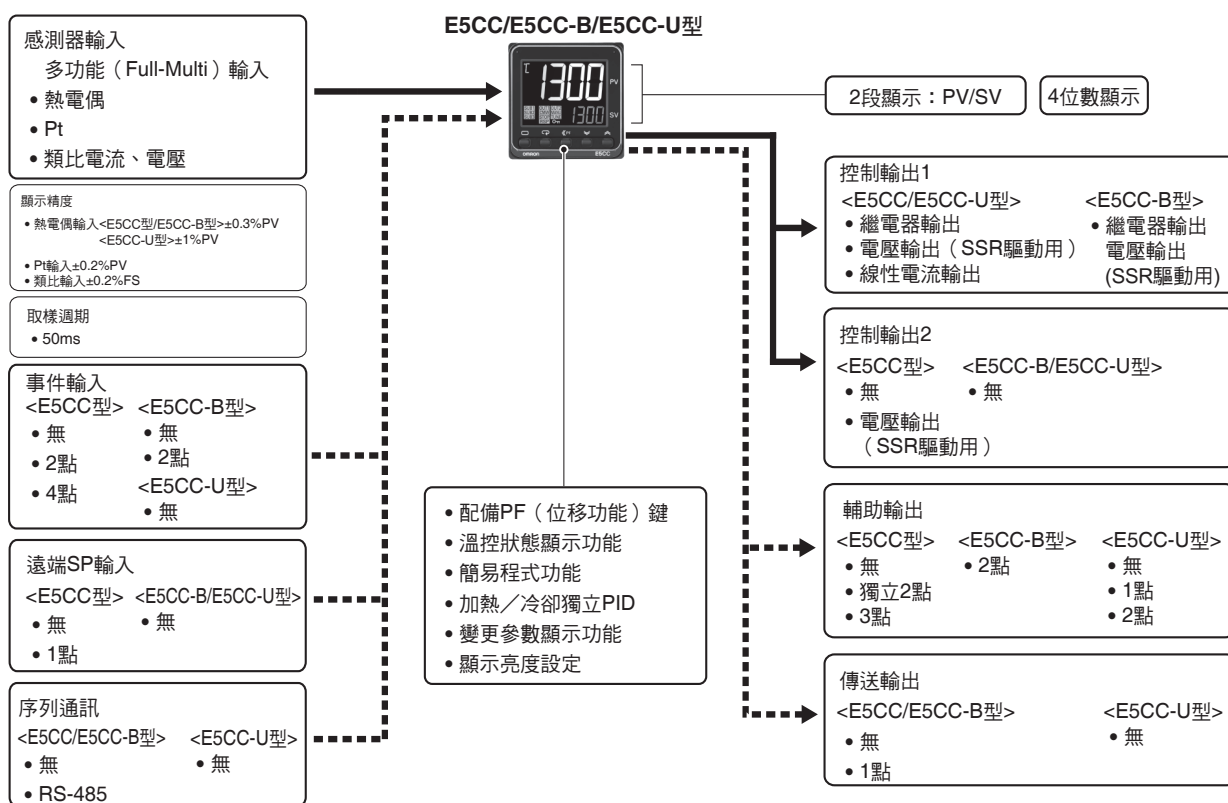 E5CC/E5CC-B/E5CC-U型
感測器輸入
多功能（Full-Multi）輸入
• 熱電偶
• Pt
• 類比電流、電壓
顯示精度
• 熱電偶輸入<E5CC型/E5CC-B型>±0.3%PV
<E5CC-U型>±1%PV
• Pt輸入±0.2%PV
• 類比輸入±0.2%FS
取樣週期
• 50ms
事件輸入
<E5CC型> <E5CC-B型>
• 無 • 無
• 2點 • 2點
• 4點 <E5CC-U型>
• 無
遠端SP輸入
<E5CC型> <E5CC-B/E5CC-U型>
• 無 • 無
• 1點
序列通訊
<E5CC/E5CC-B型> <E5CC-U型>
• 無 • 無
• RS-485
1300
PV
1300
SV
omron E5CC
• 配備PF（位移功能）鍵
• 溫控狀態顯示功能
• 簡易程式功能
• 加熱／冷卻獨立PID
• 變更參數顯示功能
• 顯示亮度設定
2段顯示：PV/SV 4位數顯示
控制輸出1
<E5CC/E5CC-U型> <E5CC-B型>
• 繼電器輸出 • 繼電器輸出
• 電壓輸出（SSR驅動用） 電壓輸出
• 線性電流輸出 (SSR驅動用)
控制輸出2
<E5CC型> <E5CC-B/E5CC-U型>
• 無 • 無
• 電壓輸出
（SSR驅動用）
輔助輸出
<E5CC型> <E5CC-B型> <E5CC-U型>
• 無 • 2點 • 無
• 獨立2點 • 1點
• 3點 • 2點
傳送輸出
<E5CC/E5CC-B型> <E5CC-U型>
• 無 • 無
• 1點